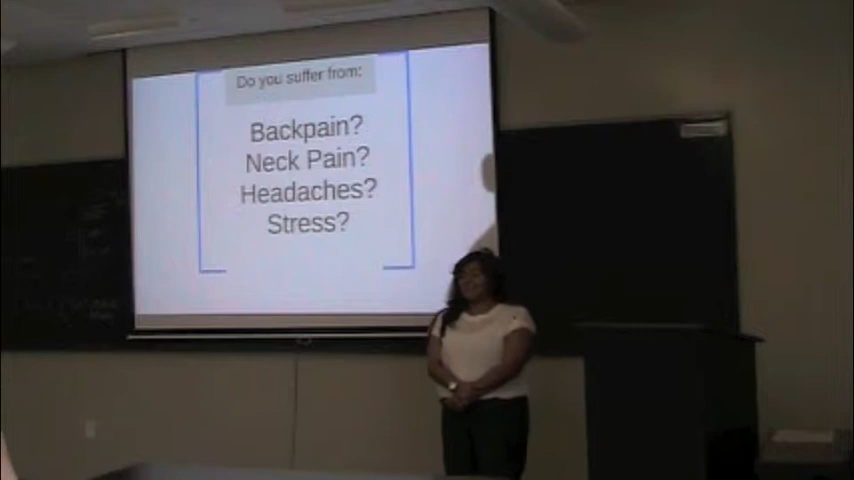 Do you suffer from:
Backpain?
Neck Pain?
Headaches?
Stress?